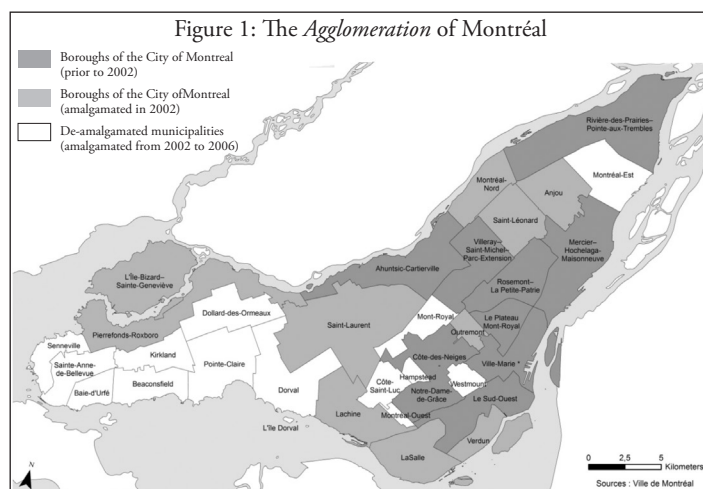 Figure 1: The Agglomeration of Montréal
Boroughs of the City of Montreal
(prior to 2002)
Boroughs of the City ofMontreal
(amalgamated in 2002)
De-amalgamated municipalities
(amalgamated from 2002 to 2006)
Rivière-des-Prairies–
Pointe-aux-Trembles
Montréal-Est
Montréal-
Nord
Anjou
Saint-Léonard
Mercier–
Hochelaga-
Maisonneuve
Villeray–
Saint-Michel–
Parc-Extension
Ahuntsic-Cartierville
Rosemont–
La Petite-Patrie
L'Île-Bizard–
Sainte-Geneviève
Pierrefonds-Roxboro
Dollard-des-Ormeaux
Saint-Laurent
Mont-Royal
Outremont
Le Plateau
Mont-Royal
Senneville
Kirkland
Sainte-Anne-
de-Bellevue
Pointe-Claire
Côte-des-Neiges
Ville-Marie *
Hampstead
Westmount
Côte-
Saint-Luc
Notre-Dame-
de-Grâce
Le Sud-Ouest
Baie-d'Urfé
Beaconsfield
Dorval
Lachine
Montréal-Ouest
L'Île Dorval
Verdun
LaSalle
N
0 2,5 5
Kilometers
Sources : Ville de Montréal